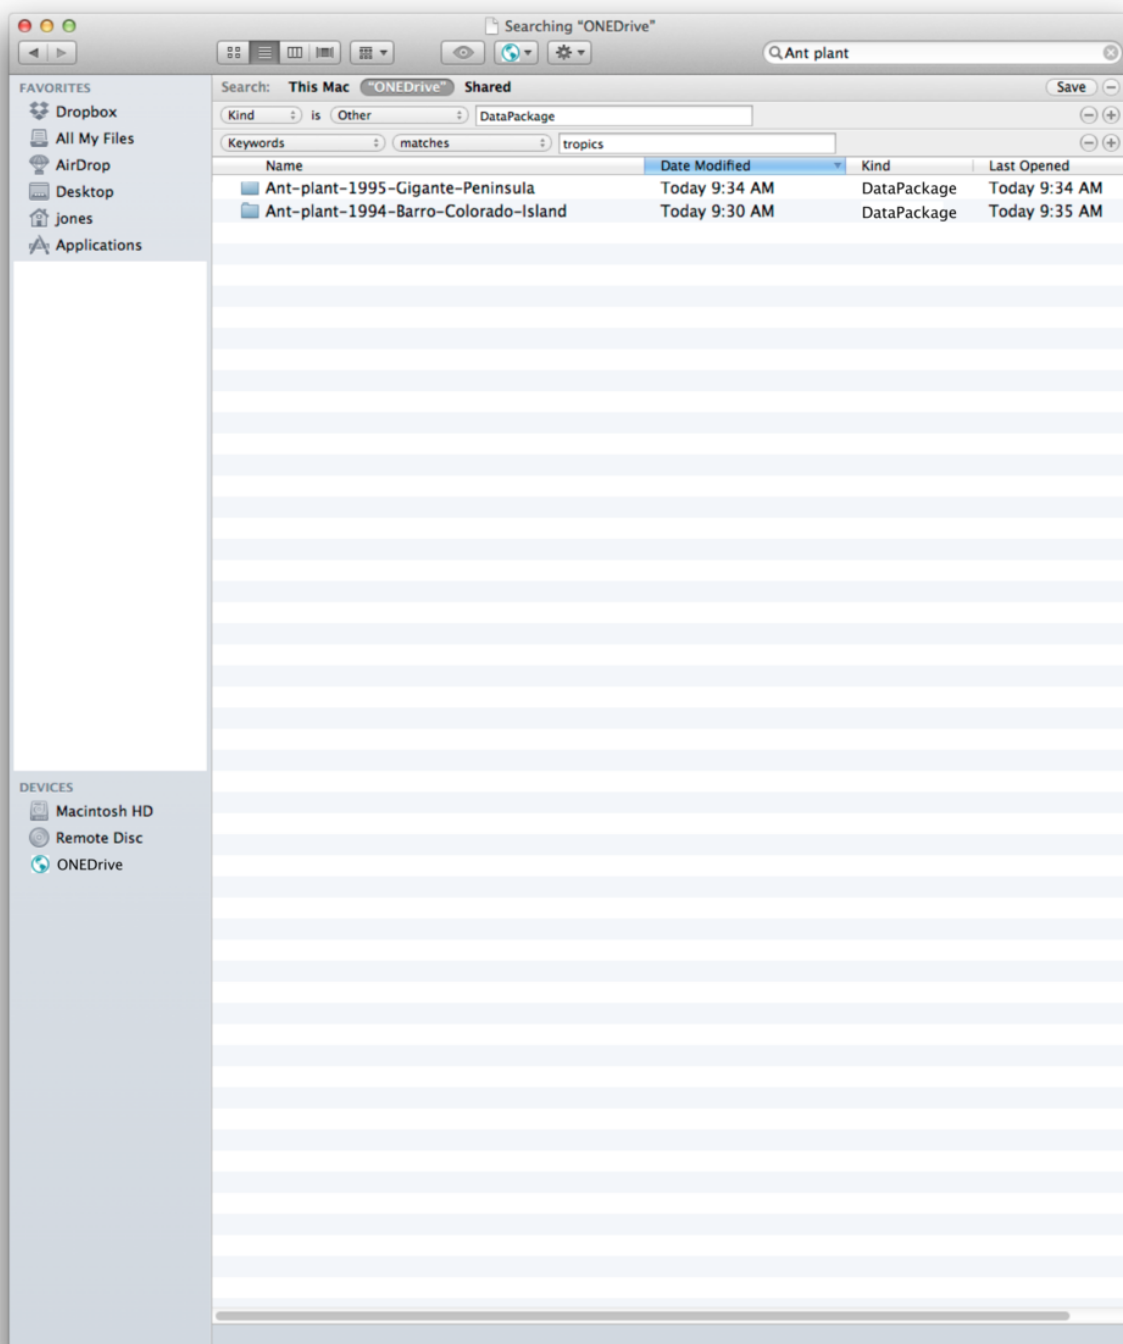 Searching "ONEDrive"
Ant plant
FAVORITES
Dropbox
All My Files
AirDrop
Desktop
jones
Applications
DEVICES
Macintosh HD
Remote Disc
ONEDrive
Search: This Mac "ONEDrive" Shared Save
Kind is Other DataPackage
Keywords matches tropics
Name Date Modified Kind Last Opened
Ant-plant-1995-Gigante-Peninsula Today 9:34 AM DataPackage Today 9:34 AM
Ant-plant-1994-Barro-Colorado-Island Today 9:30 AM DataPackage Today 9:35 AM